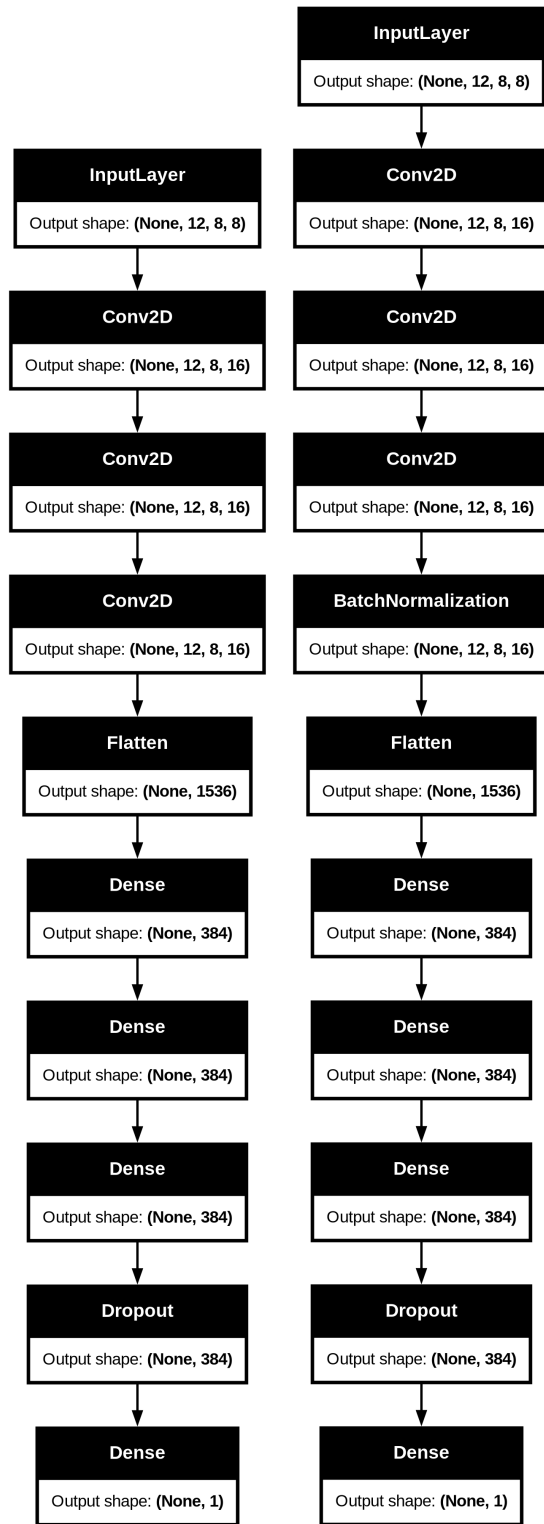 InputLayer
Output shape: (None, 12, 8, 8)
Conv2D
Output shape: (None, 12, 8, 16)
Conv2D
Output shape: (None, 12, 8, 16)
Conv2D
Output shape: (None, 12, 8, 16)
Flatten
Output shape: (None, 1536)
Dense
Output shape: (None, 384)
Dense
Output shape: (None, 384)
Dense
Output shape: (None, 384)
Dropout
Output shape: (None, 384)
Dense
Output shape: (None, 1)
InputLayer
Output shape: (None, 12, 8, 8)
Conv2D
Output shape: (None, 12, 8, 16)
Conv2D
Output shape: (None, 12, 8, 16)
Conv2D
Output shape: (None, 12, 8, 16)
BatchNormalization
Output shape: (None, 12, 8, 16)
Flatten
Output shape: (None, 1536)
Dense
Output shape: (None, 384)
Dense
Output shape: (None, 384)
Dense
Output shape: (None, 384)
Dropout
Output shape: (None, 384)
Dense
Output shape: (None, 1)